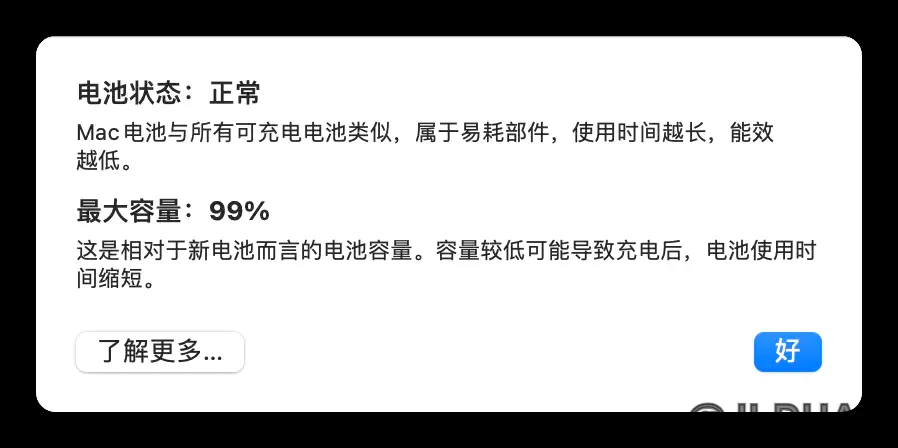 电池状态：正常
Mac电池与所有可充电电池类似，属于易耗部件，使用时间越长，能效
越低。
最大容量：99%
这是相对于新电池而言的电池容量。容量较低可能导致充电后，电池使用时
间缩短。
了解更多...
好